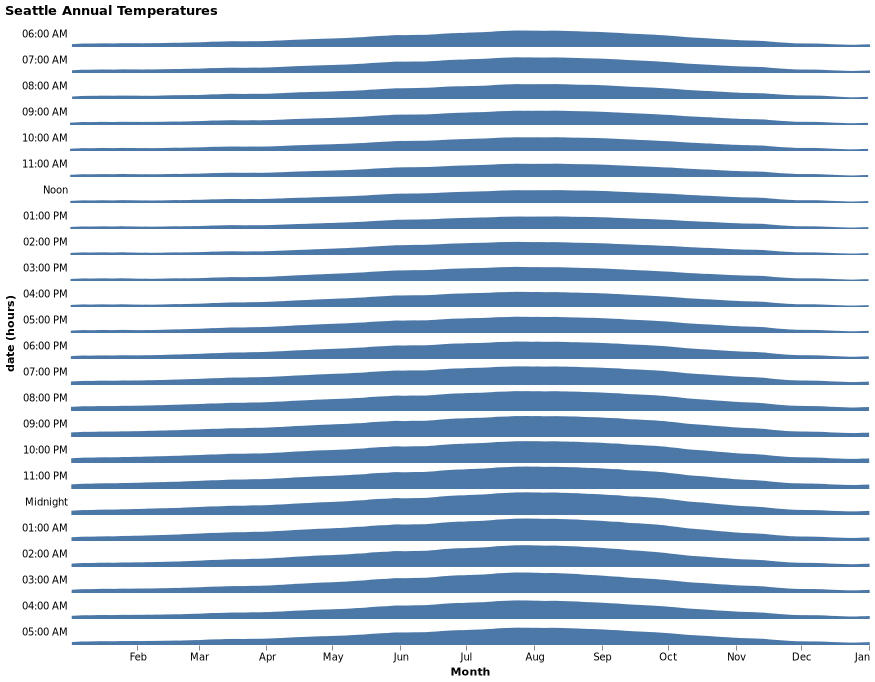 Seattle Annual Temperatures
06:00 AM
07:00 AM
08:00 AM
09:00 AM
10:00 AM
11:00 AM
Noon
01:00 PM
02:00 PM
03:00 PM
04:00 PM
05:00 PM
06:00 PM
07:00 PM
08:00 PM
09:00 PM
10:00 PM
11:00 PM
Midnight
01:00 AM
02:00 AM
03:00 AM
04:00 AM
05:00 AM
date (hours)
Feb Mar Apr May Jun Jul Aug Sep Oct Nov Dec Jan
Month